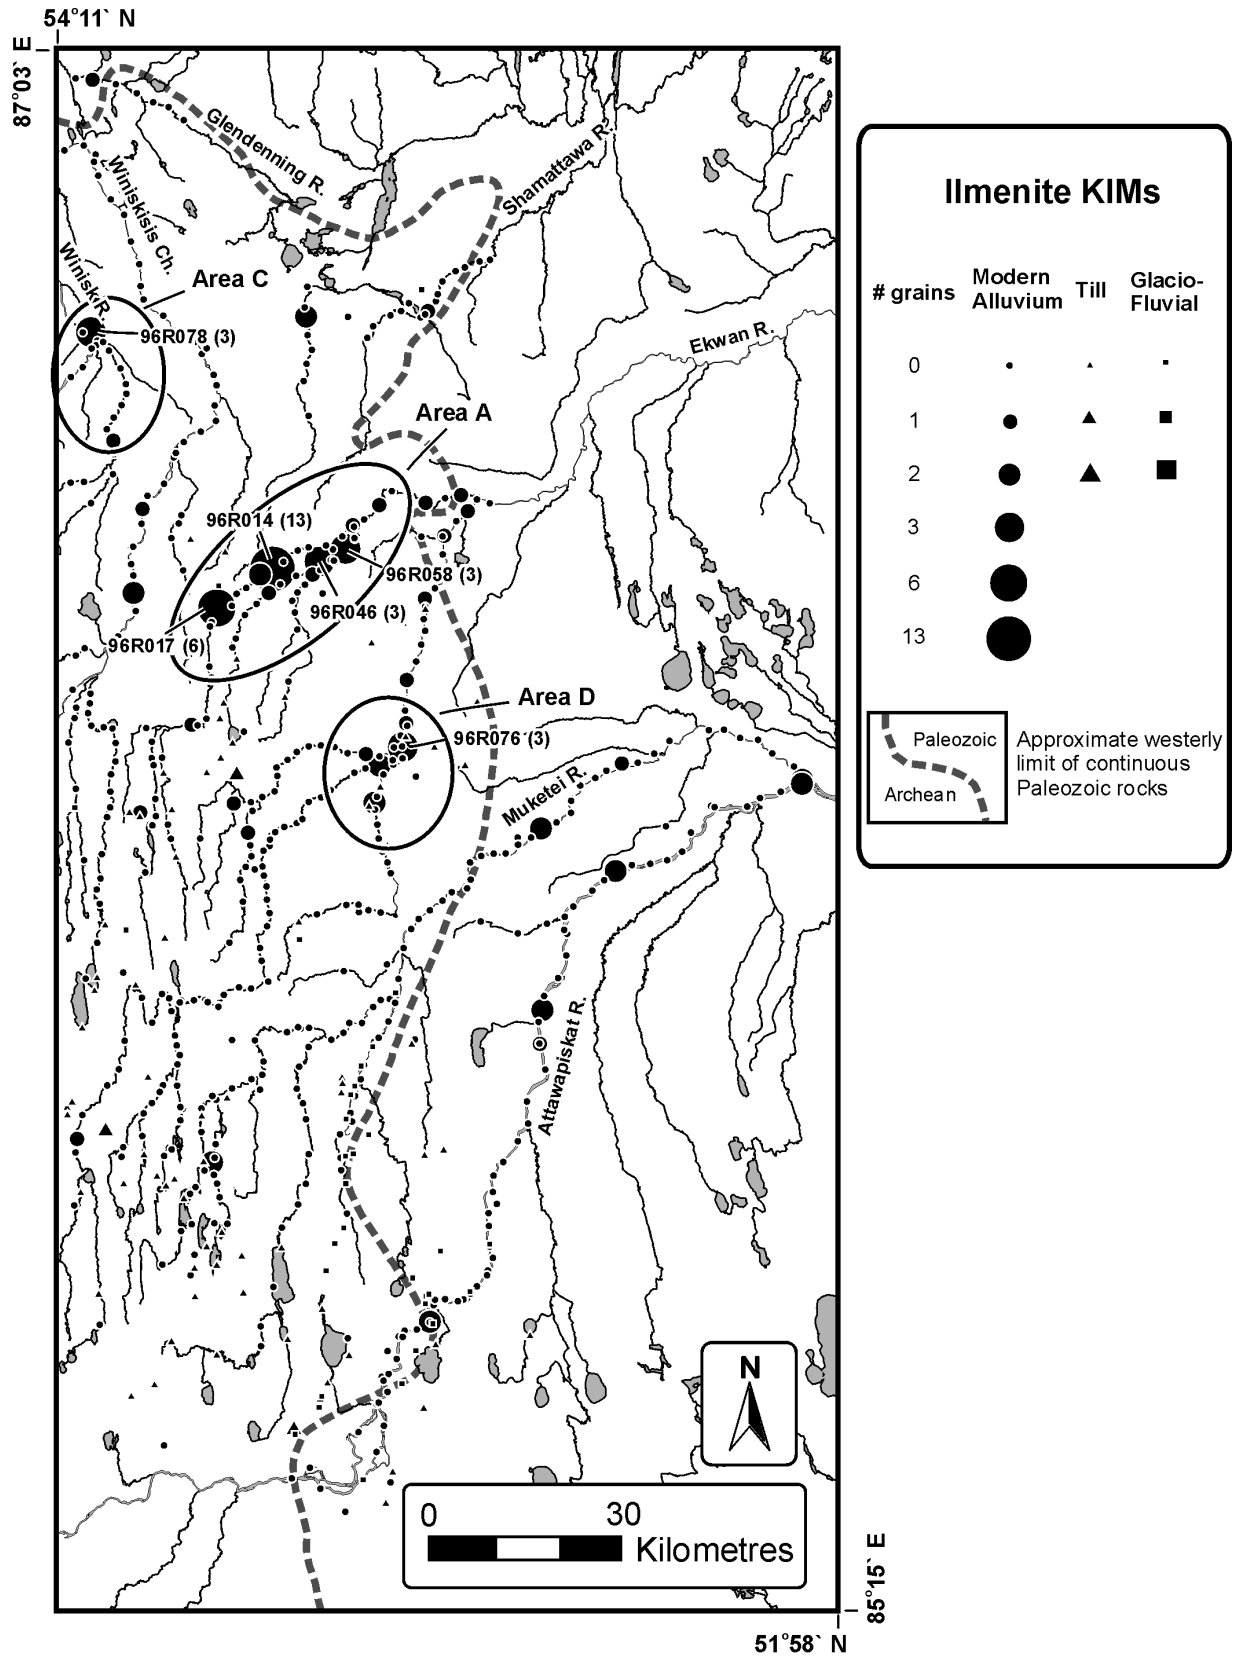 54°11` N
87°03` E
Glendenning R.
Shamattawa R.
Winiskisis Ch.
Winisk R.
Area C
96R078 (3)
Ekwan R.
Area A
96R014 (13)
96R058 (3)
96R046 (3)
96R017 (6)
Area D
96R076 (3)
Muketei R.
Attawapiskat R.
N
0 30
Kilometres
85°15` E
51°58` N
Ilmenite KIMs
# grains Modern Alluvium Till Glacio-Fluvial
0
1
2
3
6
13
Paleozoic
Archean
Approximate westerly
limit of continuous
Paleozoic rocks